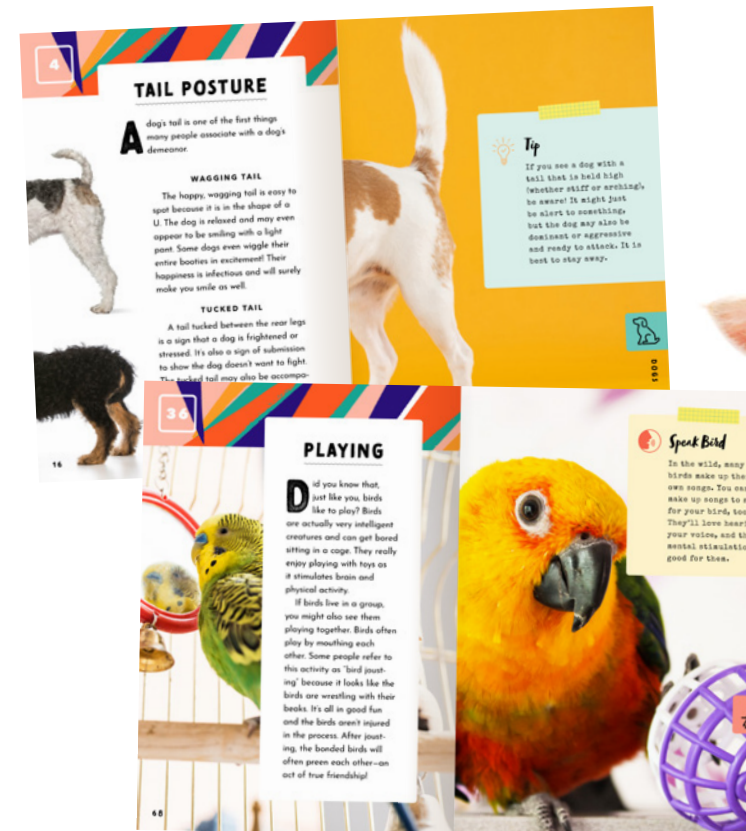 4
TAIL POSTURE
A dog's tail is one of the first things
many people associate with a dog's
demeanor.
WAGGING TAIL
The happy, wagging tail is easy to
spot because it is in the shape of a
U. The dog is relaxed and may even
appear to be smiling with a light
pant. Some dogs even wiggle their
entire booties in excitement! Their
happiness is infectious and will surely
make you smile as well.
TUCKED TAIL
A tail tucked between the rear legs
is a sign that a dog is frightened or
stressed. It's also a sign of submission
to show the dog doesn't want to fight.
The tucked tail may also be accompa-
16
Tip
If you see a dog with a
tail that is held high
(whether stiff or arching),
be aware! It might just
be alert to something,
but the dog may also be
dominant or aggressive
and ready to attack. It is
best to stay away.
DOGS
36
PLAYING
Did you know that,
just like you, birds
like to play? Birds
are actually very intelligent
creatures and can get bored
sitting in a cage. They really
enjoy playing with toys as
it stimulates brain and
physical activity.
If birds live in a group,
you might also see them
playing together. Birds often
play by mouthing each
other. Some people refer to
this activity as "bird joust-
ing" because it looks like the
birds are wrestling with their
beaks. It's all in good fun
and the birds aren't injured
in the process. After joust-
ing, the bonded birds will
often preen each other—an
act of true friendship!
68
Speak Bird
In the wild, many
birds make up the
own songs. You ca
make up songs to s
for your bird, too
They'll love heari
your voice, and th
mental stimulatio
good for them.